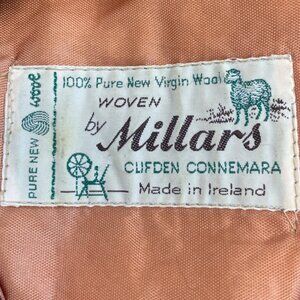 PURE NEW wool
100% Pure New Virgin Wool
WOVEN
by Millars
CLIFDEN CONNEMARA
Made in Ireland